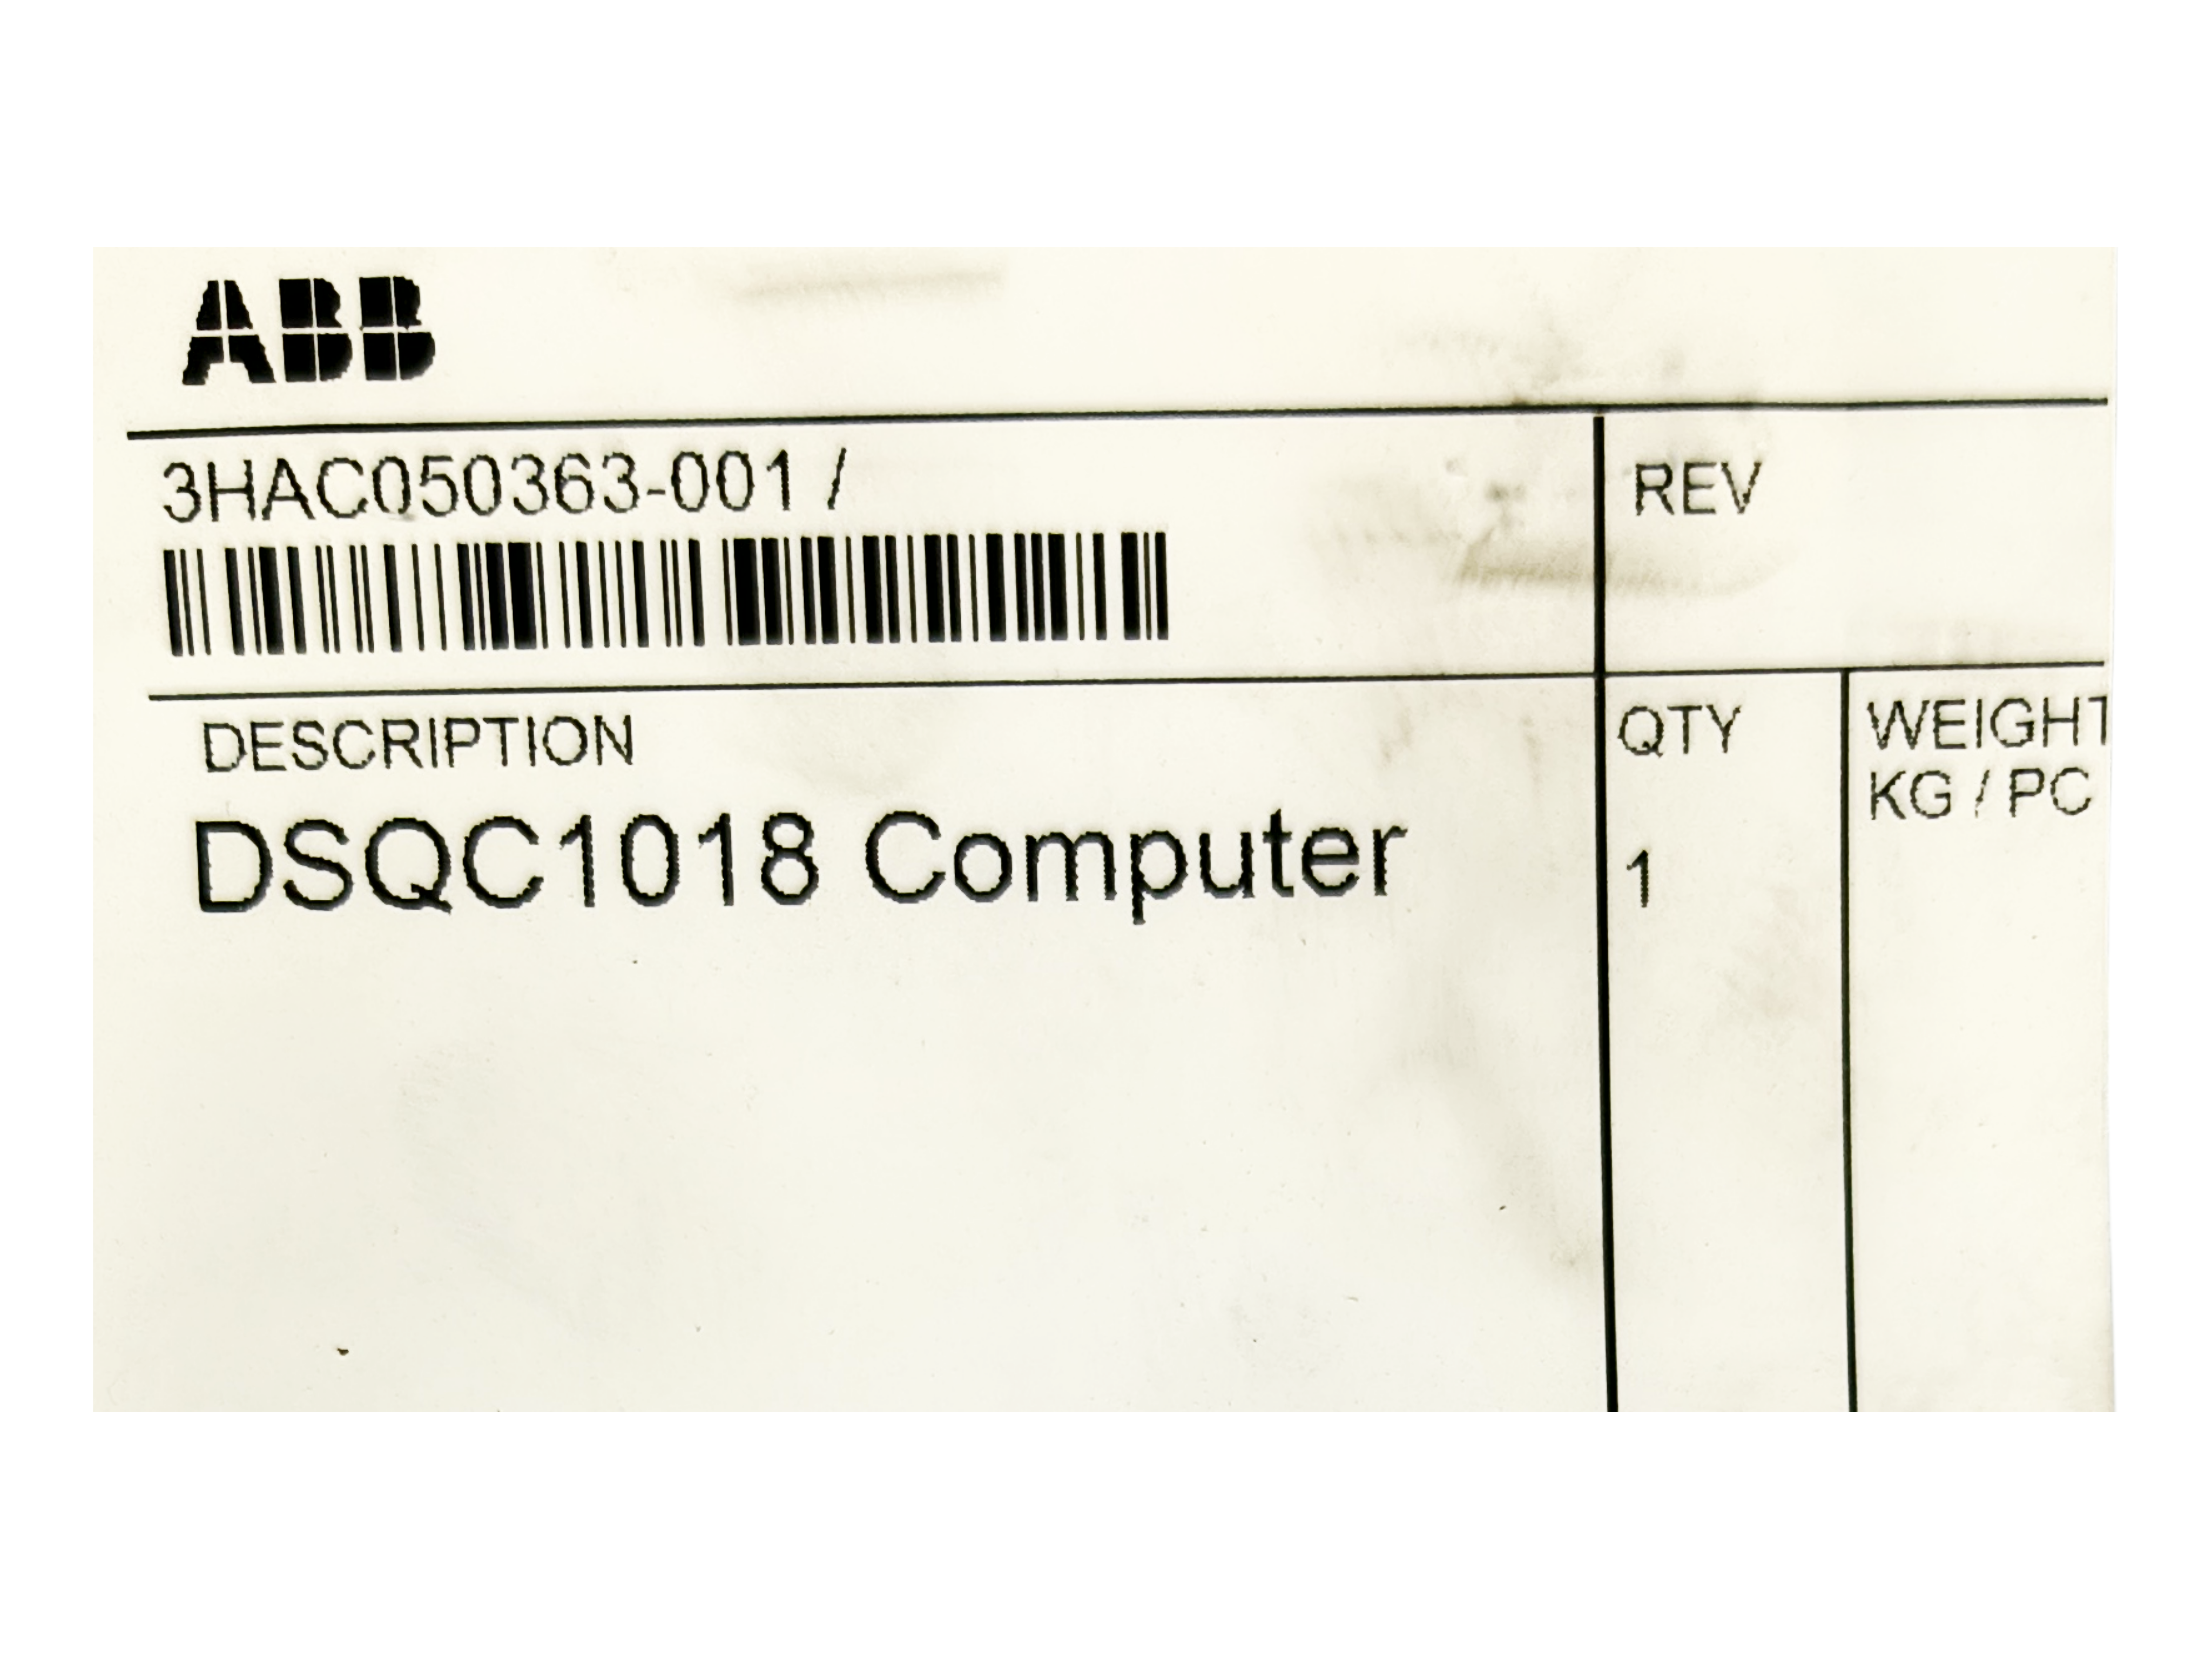 ABB
3HAC050363-001 /
REV
DESCRIPTION
DSQC1018 Computer
QTY
1
WEIGHT
KG / PC